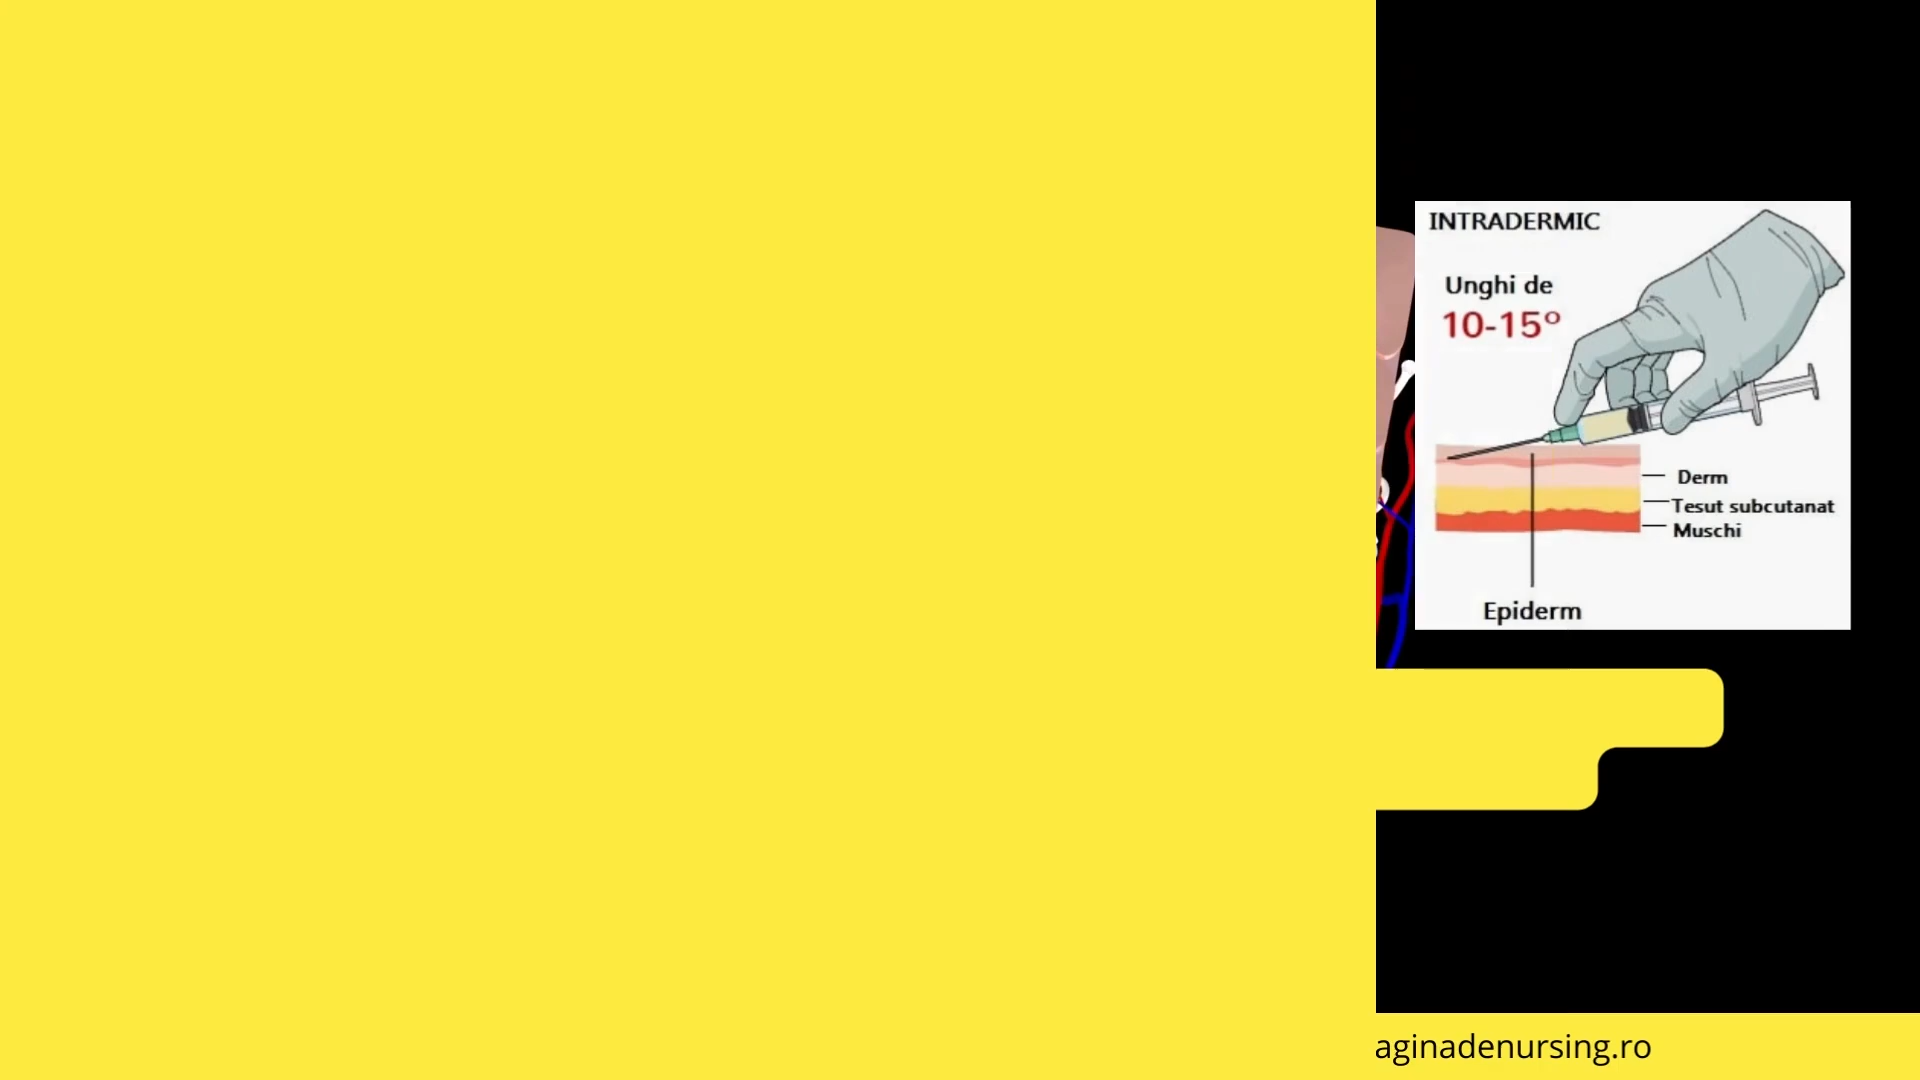 INTRADERMIC
Unghi de
10-15°
Derm
Tesut subcutanat
Muschi
Epiderm
aginadenursing.ro